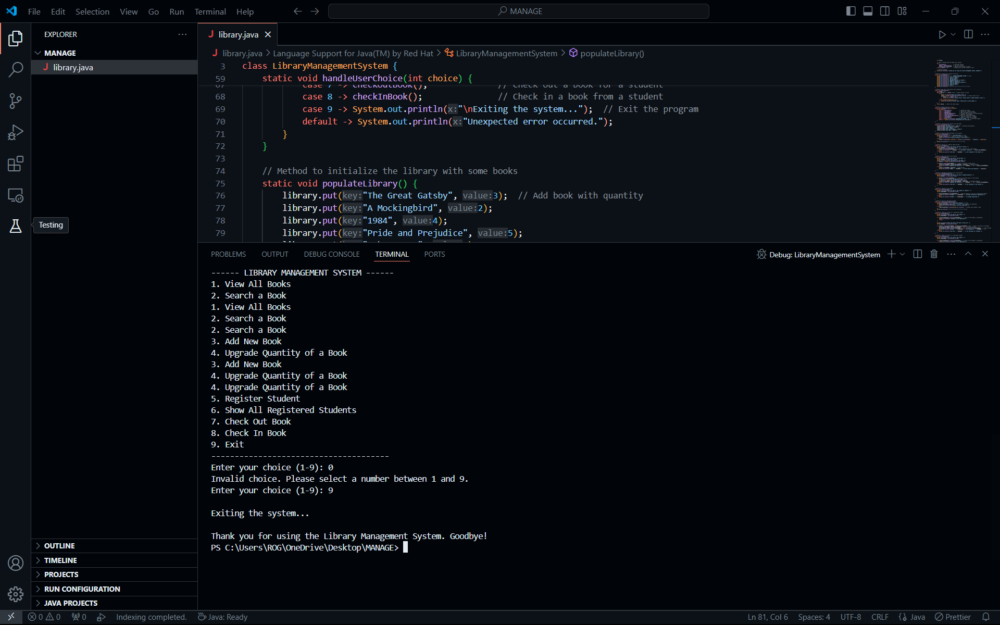 File Edit Selection View Go Run Terminal Help
MANAGE
EXPLORER
MANAGE
library.java
Testing
OUTLINE
TIMELINE
PROJECTS
RUN CONFIGURATION
JAVA PROJECTS
library.java
library.java > Language Support for Java(TM) by Red Hat > LibraryManagementSystem > populateLibrary()
3 class LibraryManagementSystem {
59 static void handleUserChoice(int choice) {
67 case 7 -> checkOutBook(); // Check out a book for a student
68 case 8 -> checkInBook(); // Check in a book from a student
69 case 9 -> System.out.println(x:"\nExiting the system..."); // Exit the program
70 default -> System.out.println(x:"Unexpected error occurred.");
71 }
72 }
73
74 // Method to initialize the library with some books
75 static void populateLibrary() {
76 library.put(key:"The Great Gatsby", value:3); // Add book with quantity
77 library.put(key:"A Mockingbird", value:2);
78 library.put(key:"1984", value:4);
79 library.put(key:"Pride and Prejudice", value:5);
PROBLEMS OUTPUT DEBUG CONSOLE TERMINAL PORTS
Debug: LibraryManagementSystem
------ LIBRARY MANAGEMENT SYSTEM ------
1. View All Books
2. Search a Book
1. View All Books
2. Search a Book
2. Search a Book
3. Add New Book
4. Upgrade Quantity of a Book
3. Add New Book
4. Upgrade Quantity of a Book
4. Upgrade Quantity of a Book
5. Register Student
6. Show All Registered Students
7. Check Out Book
8. Check In Book
9. Exit
--------------------------------------
Enter your choice (1-9): 0
Invalid choice. Please select a number between 1 and 9.
Enter your choice (1-9): 9
Exiting the system...
Thank you for using the Library Management System. Goodbye!
PS C:\Users\ROG\OneDrive\Desktop\MANAGE>
0 0 0 Indexing completed. Java: Ready
Ln 81, Col 6 Spaces: 4 UTF-8 CRLF Java Prettier